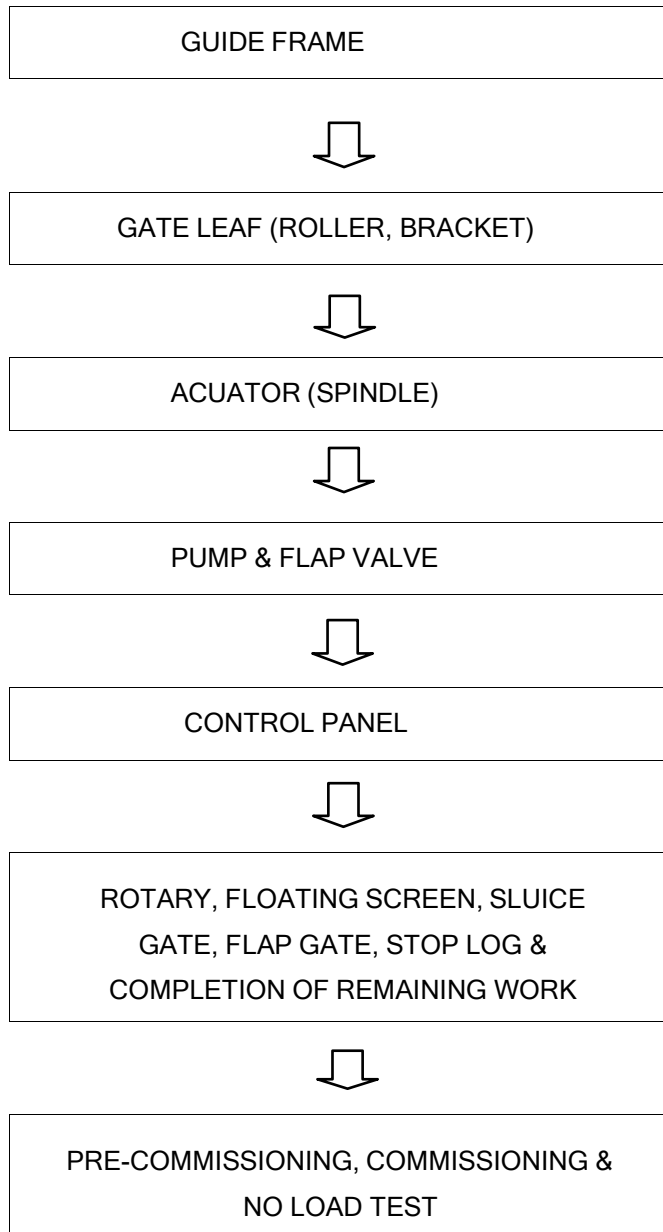 GUIDE FRAME
GATE LEAF (ROLLER, BRACKET)
ACUATOR (SPINDLE)
PUMP & FLAP VALVE
CONTROL PANEL
ROTARY, FLOATING SCREEN, SLUICE
GATE, FLAP GATE, STOP LOG &
COMPLETION OF REMAINING WORK
PRE-COMMISSIONING, COMMISSIONING &
NO LOAD TEST